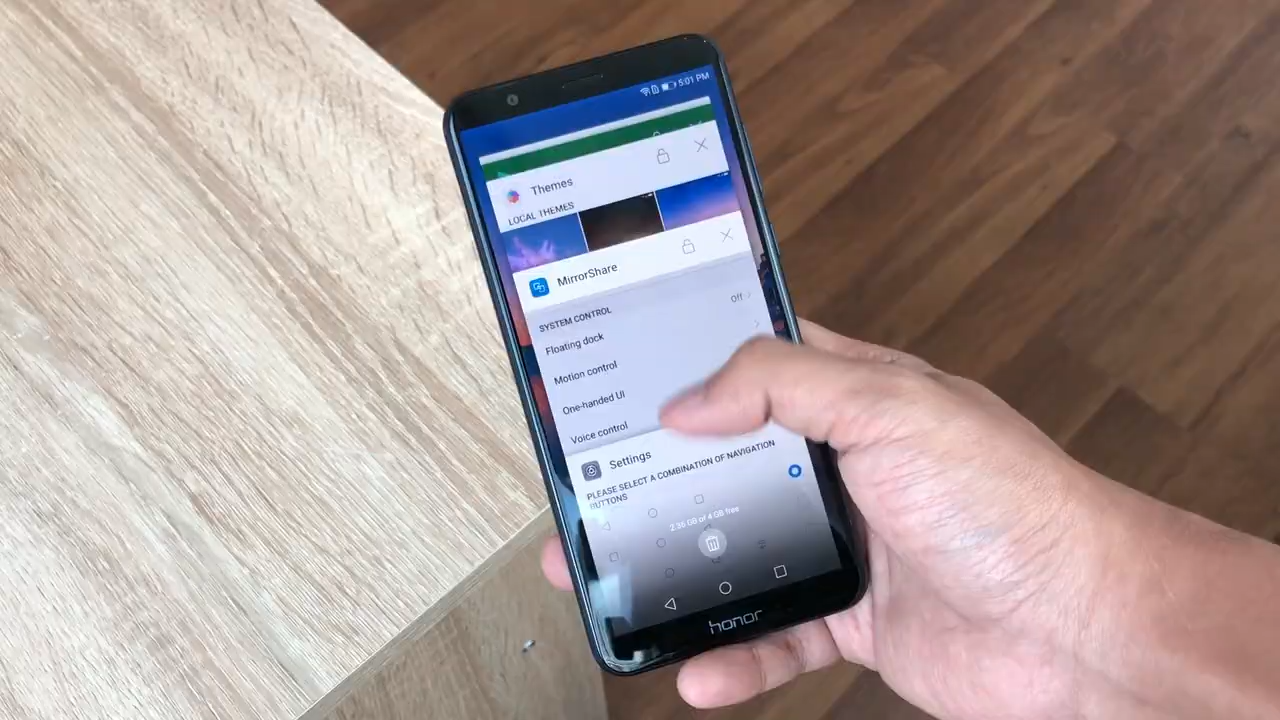 5:01 PM
Themes
LOCAL THEMES
MirrorShare
SYSTEM CONTROL
Off
Floating dock
Motion control
One-handed UI
Voice control
Settings
PLEASE SELECT A COMBINATION OF NAVIGATION
BUTTONS
2.36 GB of 4 GB free
honor